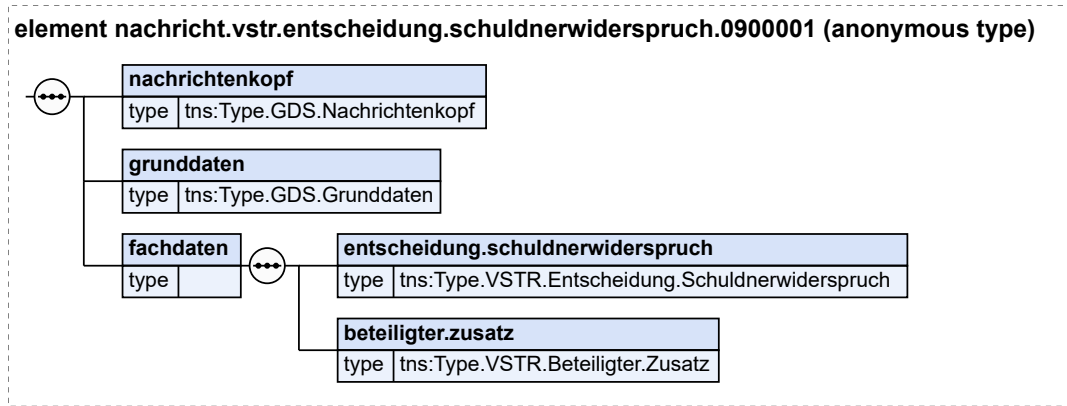 element nachricht.vstr.entscheidung.schuldnerwiderspruch.0900001 (anonymous type)
nachrichtenkopf
type tns:Type.GDS.Nachrichtenkopf
grunddaten
type tns:Type.GDS.Grunddaten
fachdaten
type
entscheidung.schuldnerwiderspruch
type tns:Type.VSTR.Entscheidung.Schuldnerwiderspruch
beteiligter.zusatz
type tns:Type.VSTR.Beteiligter.Zusatz